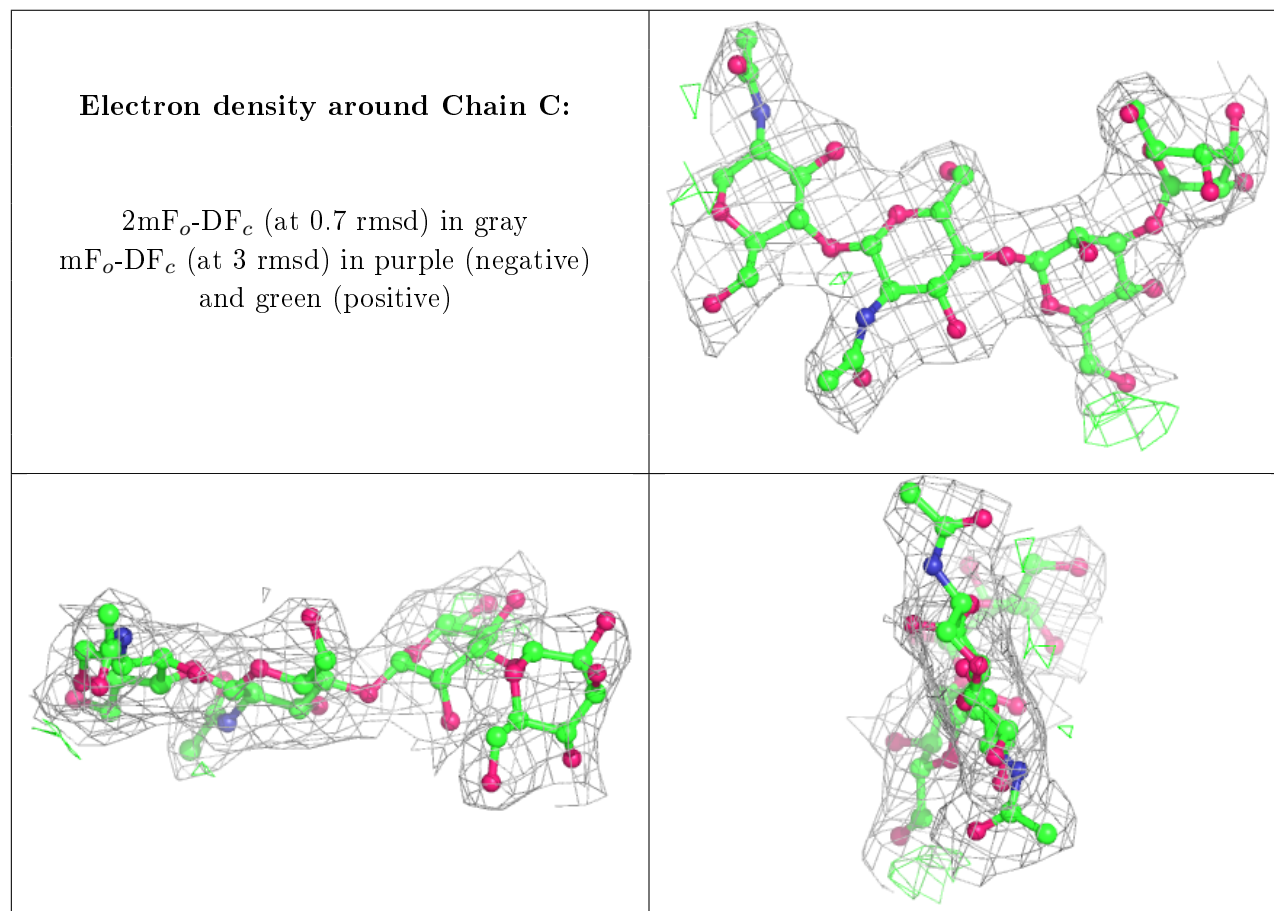 Electron density around Chain C:
2mFₒ-DF𝒸 (at 0.7 rmsd) in gray
mFₒ-DF𝒸 (at 3 rmsd) in purple (negative)
and green (positive)